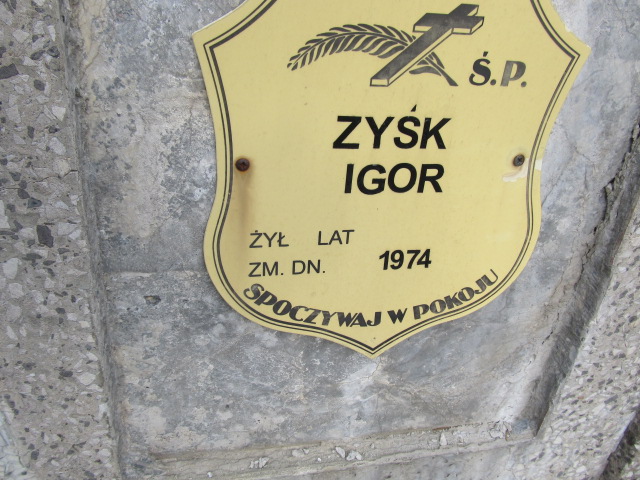 Ś.P.
ZYŚK
IGOR
ŻYŁ LAT
ZM. DN. 1974
SPOCZYWAJ W POKOJU